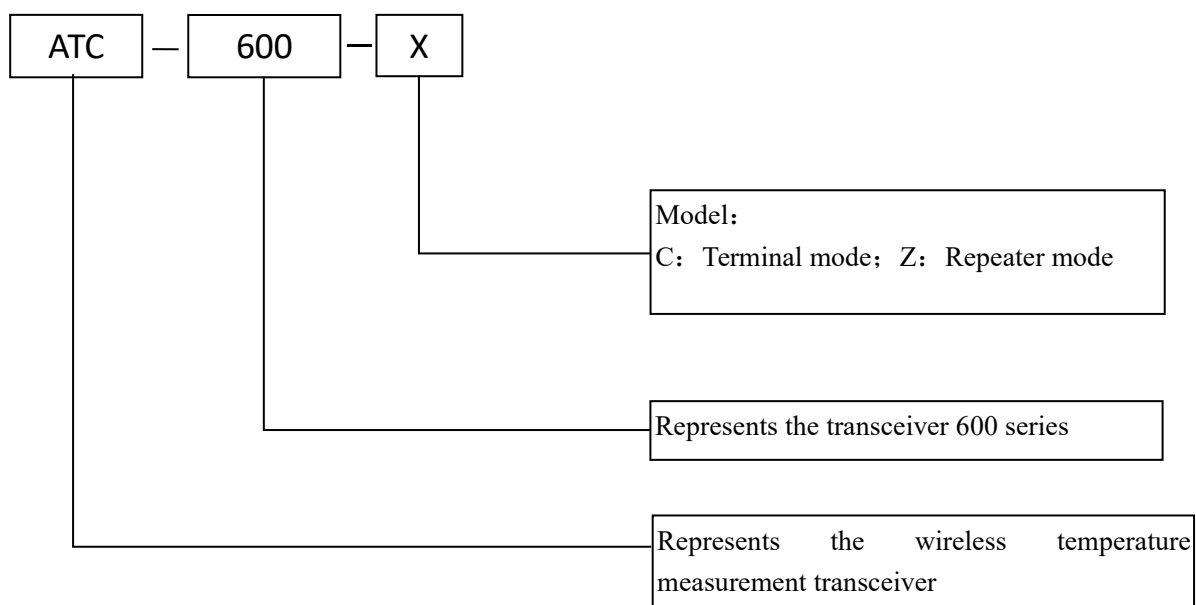 ATC — 600 — X
Model：
C： Terminal mode；Z：Repeater mode
Represents the transceiver 600 series
Represents the wireless temperature
measurement transceiver